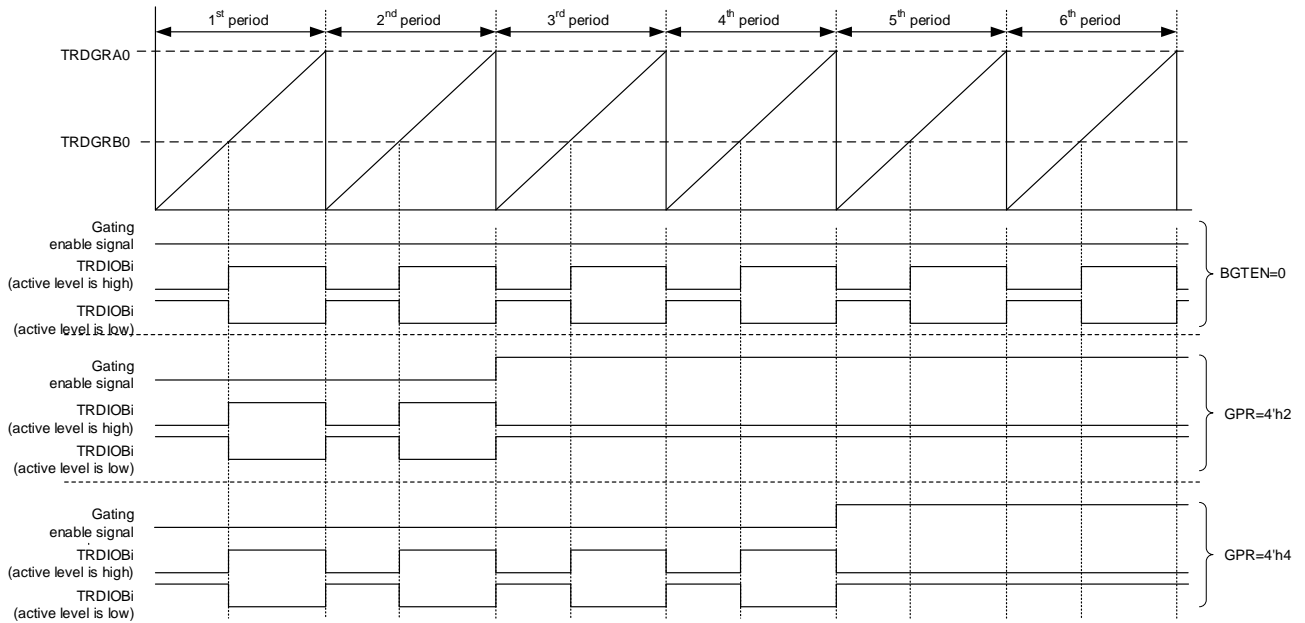 1st period
2nd period
3rd period
4th period
5th period
6th period
TRDGRA0
TRDGRB0
Gating
enable signal
TRDIOBi
(active level is high)
TRDIOBi
(active level is low)
BGTEN=0
Gating
enable signal
TRDIOBi
(active level is high)
TRDIOBi
(active level is low)
GPR=4'h2
Gating
enable signal
TRDIOBi
(active level is high)
TRDIOBi
(active level is low)
GPR=4'h4